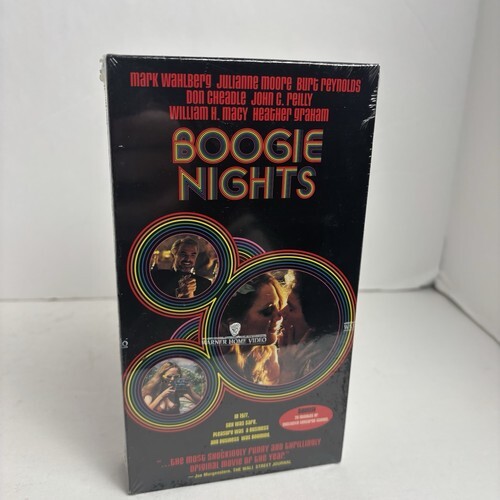 MARK WAHLBERG JULIANNE MOORE BURT REYNOLDS
DON CHEADLE JOHN C. REILLY
WILLIAM H. MACY HEATHER GRAHAM
BOOGIE
NIGHTS
WARNER HOME VIDEO
IN 1977,
SEX WAS SAFE,
PLEASURE WAS A BUSINESS
AND BUSINESS WAS BOOMING.
"...THE MOST SHOCKINGLY FUNNY AND THRILLINGLY
ORIGINAL MOVIE OF THE YEAR."
— Joe Morgenstern, THE WALL STREET JOURNAL